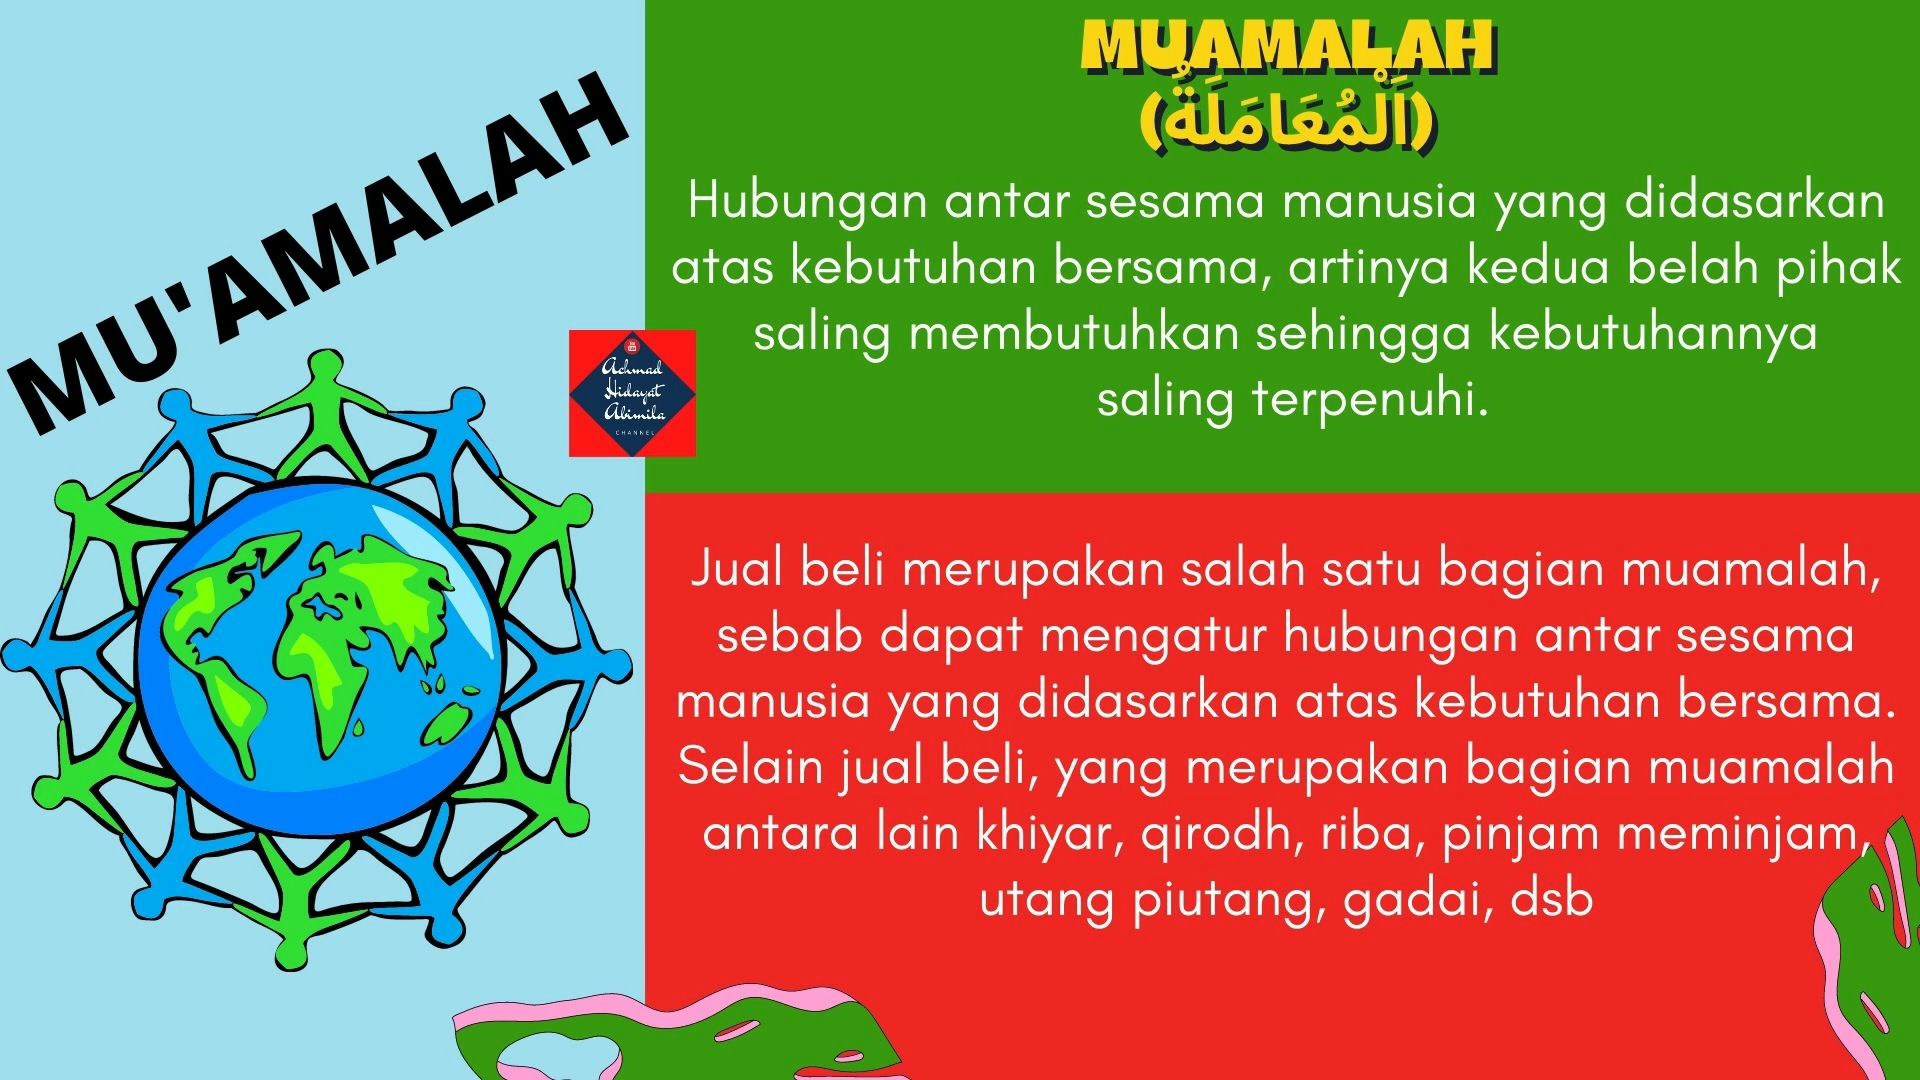 MU'AMALAH
Achmad
Hidayat
Abimila
CHANNEL
MUAMALAH
(اَلْمُعَامَلَةُ)
Hubungan antar sesama manusia yang didasarkan
atas kebutuhan bersama, artinya kedua belah pihak
saling membutuhkan sehingga kebutuhannya
saling terpenuhi.
Jual beli merupakan salah satu bagian muamalah,
sebab dapat mengatur hubungan antar sesama
manusia yang didasarkan atas kebutuhan bersama.
Selain jual beli, yang merupakan bagian muamalah
antara lain khiyar, qirodh, riba, pinjam meminjam,
utang piutang, gadai, dsb